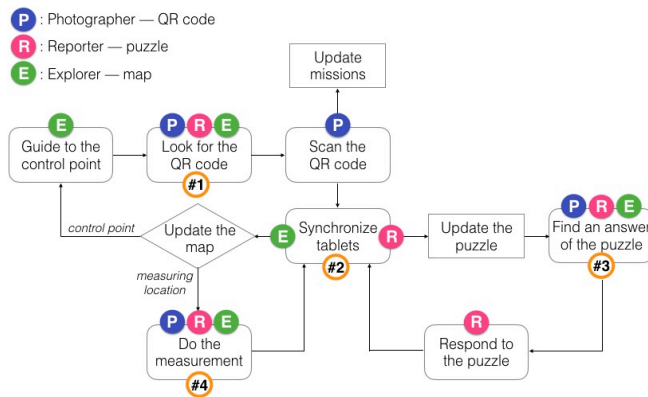 P : Photographer — QR code
R : Reporter — puzzle
E : Explorer — map
Update
missions
E
Guide to the
control point
P R E
Look for the
QR code
#1
P
Scan the
QR code
control point
Update the
map
measuring
location
E
Synchronize
tablets
R
#2
Update the
puzzle
P R E
Find an answer
of the puzzle
#3
P R E
Do the
measurement
#4
R
Respond to
the puzzle